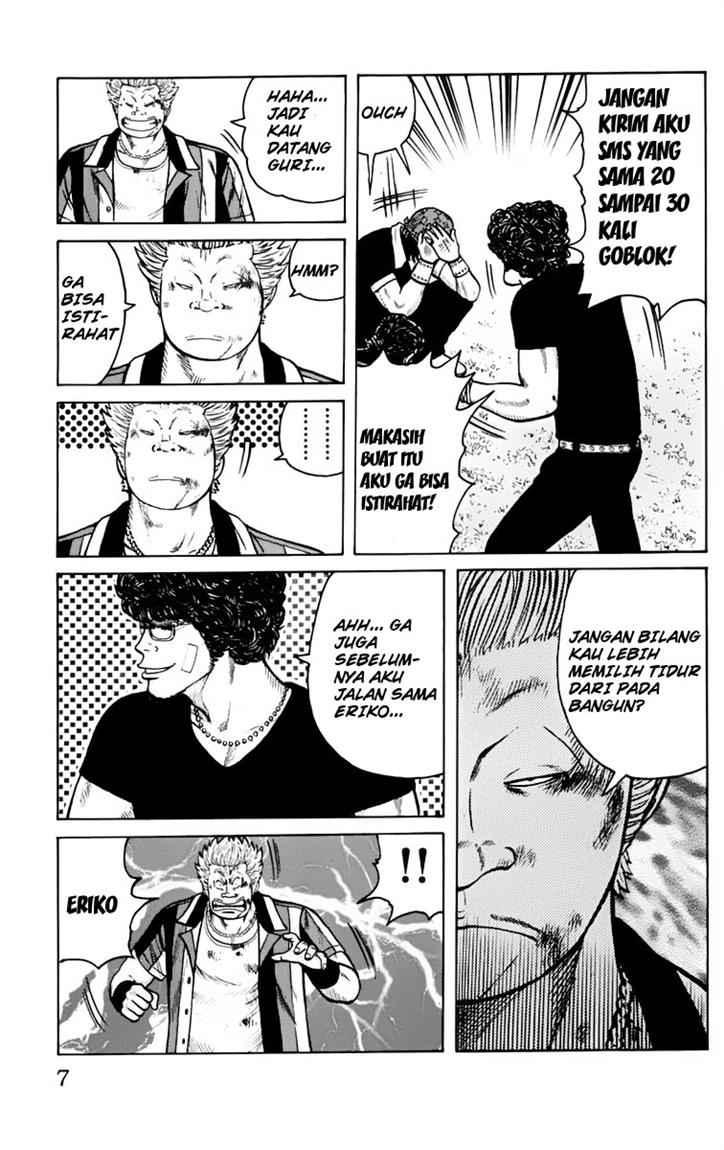 JANGAN
KIRIM AKU
SMS YANG
SAMA 20
SAMPAI 30
KALI
GOBLOK!
OUCH
MAKASIH
BUAT ITU
AKU GA BISA
ISTIRAHAT!
HAHA...
JADI
KAU
DATANG
GURI...
HMM?
GA
BISA
ISTI-
RAHAT
JANGAN BILANG
KAU LEBIH
MEMILIH TIDUR
DARI PADA
BANGUN?
AHH... GA
JUGA
SEBELUM-
NYA AKU
JALAN SAMA
ERIKO...
!!
ERIKO
7